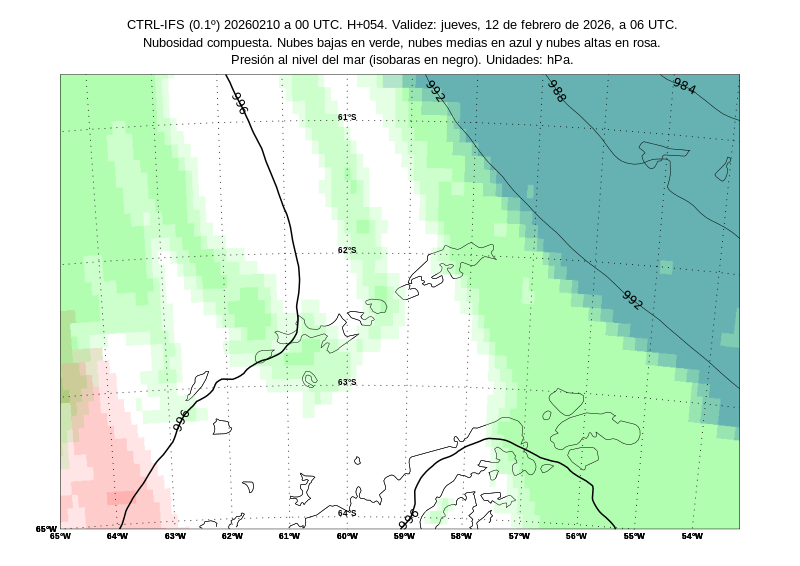 CTRL-IFS (0.1º) 20260210 a 00 UTC. H+054. Validez: jueves, 12 de febrero de 2026, a 06 UTC.
Nubosidad compuesta. Nubes bajas en verde, nubes medias en azul y nubes altas en rosa.
Presión al nivel del mar (isobaras en negro). Unidades: hPa.
996
992
988
984
61°S
62°S
992
63°S
996
64°S
996
65°W
65°W 64°W 63°W 62°W 61°W 60°W 59°W 58°W 57°W 56°W 55°W 54°W